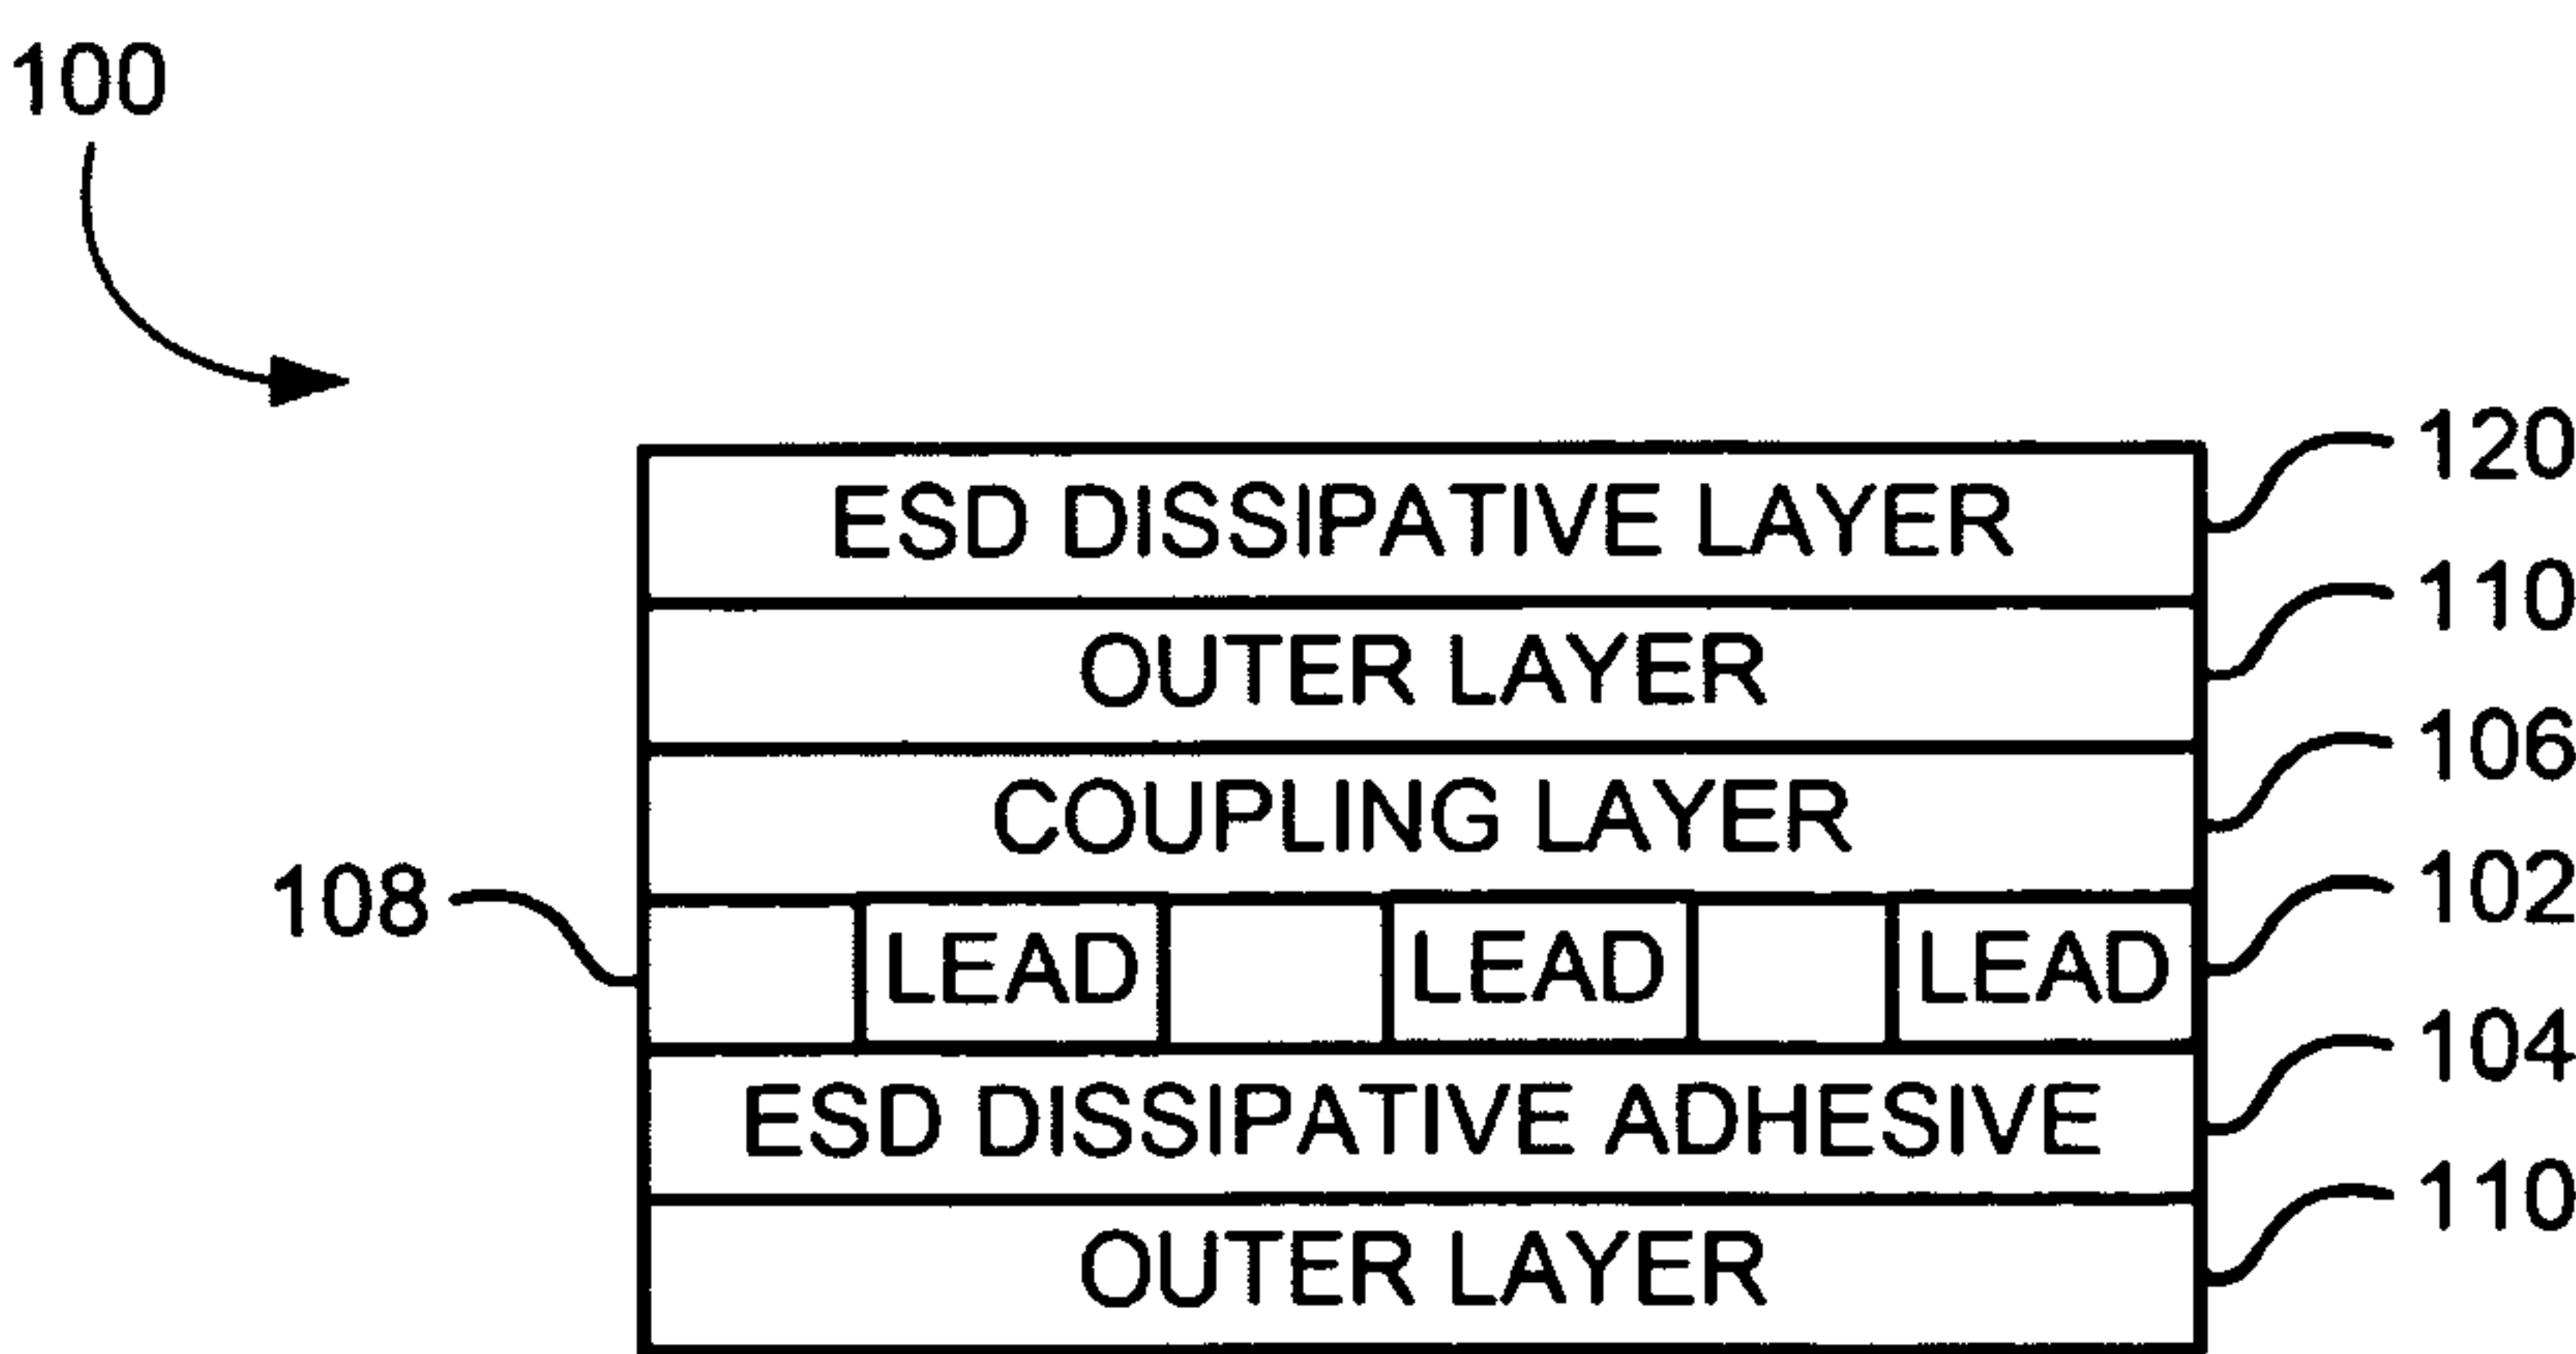 100
ESD DISSIPATIVE LAYER 120
OUTER LAYER 110
COUPLING LAYER 106
108 LEAD LEAD LEAD 102
ESD DISSIPATIVE ADHESIVE 104
OUTER LAYER 110